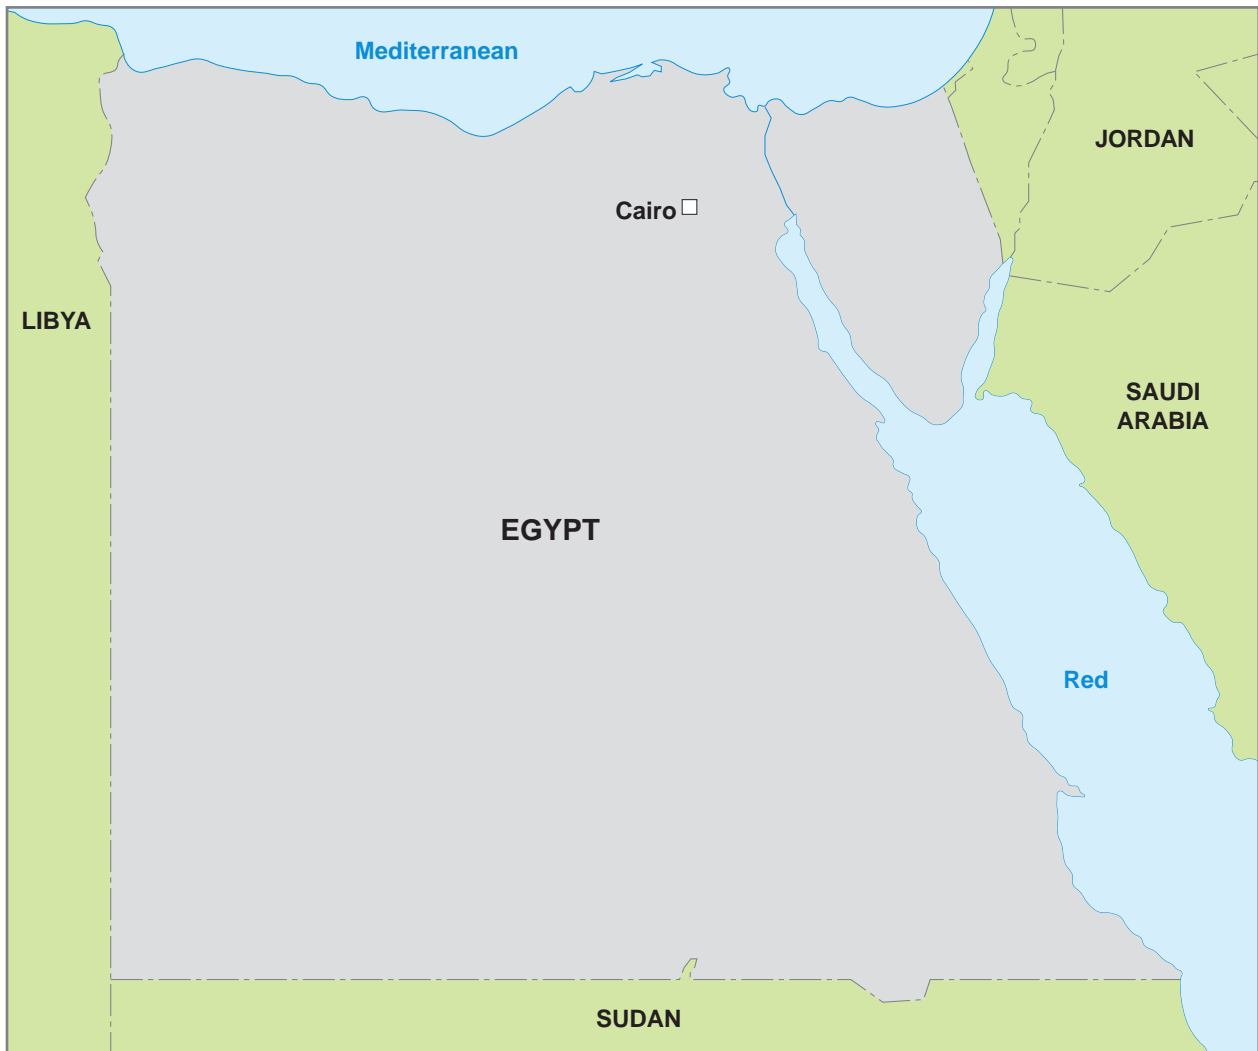 Mediterranean
JORDAN
Cairo
LIBYA
SAUDI
ARABIA
EGYPT
Red
SUDAN